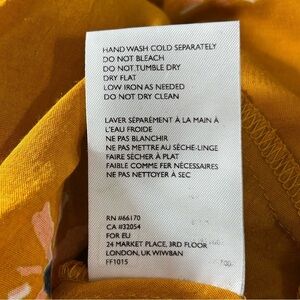 HAND WASH COLD SEPARATELY
DO NOT BLEACH
DO NOT TUMBLE DRY
DRY FLAT
LOW IRON AS NEEDED
DO NOT DRY CLEAN
LAVER SÉPARÉMENT À LA MAIN À
L'EAU FROIDE
NE PAS BLANCHIR
NE PAS METTRE AU SÈCHE-LINGE
FAIRE SÉCHER À PLAT
FAIBLE COMME FER NÉCESSAIRES
NE PAS NETTOYER À SEC
RN #66170
CA #32054
FOR EU
24 MARKET PLACE, 3RD FLOOR
LONDON, UK WIWBAN
FF1015